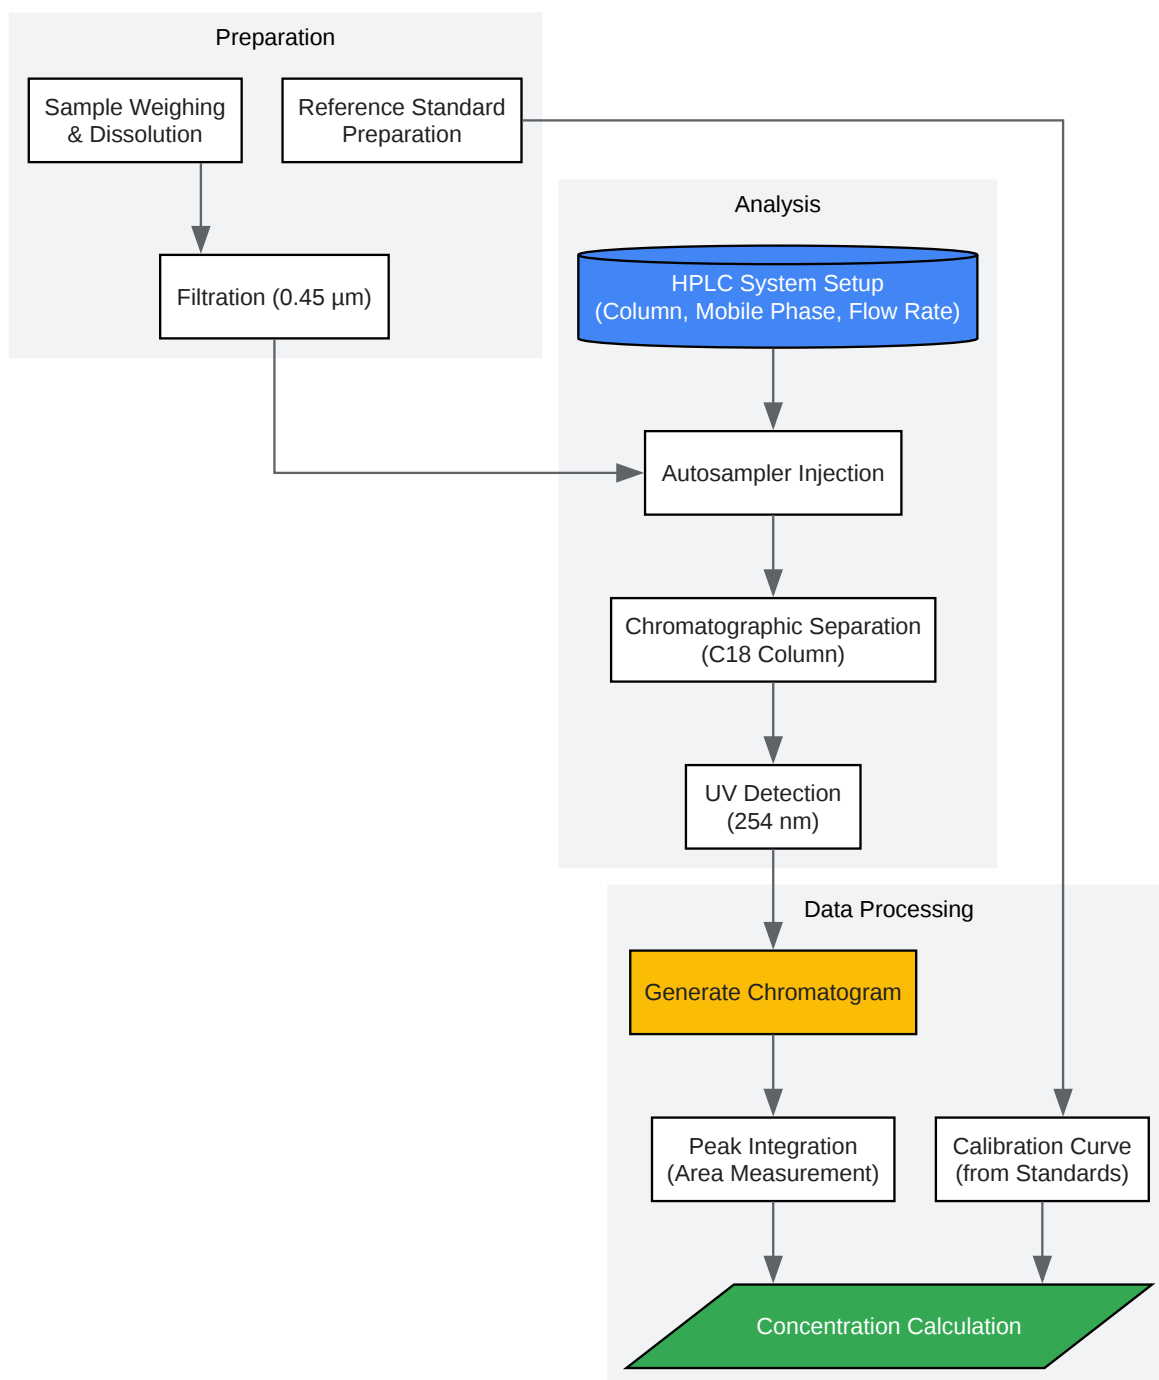 Preparation
Sample Weighing
& Dissolution
Reference Standard
Preparation
Filtration (0.45 µm)
Analysis
HPLC System Setup
(Column, Mobile Phase, Flow Rate)
Autosampler Injection
Chromatographic Separation
(C18 Column)
UV Detection
(254 nm)
Data Processing
Generate Chromatogram
Peak Integration
(Area Measurement)
Calibration Curve
(from Standards)
Concentration Calculation